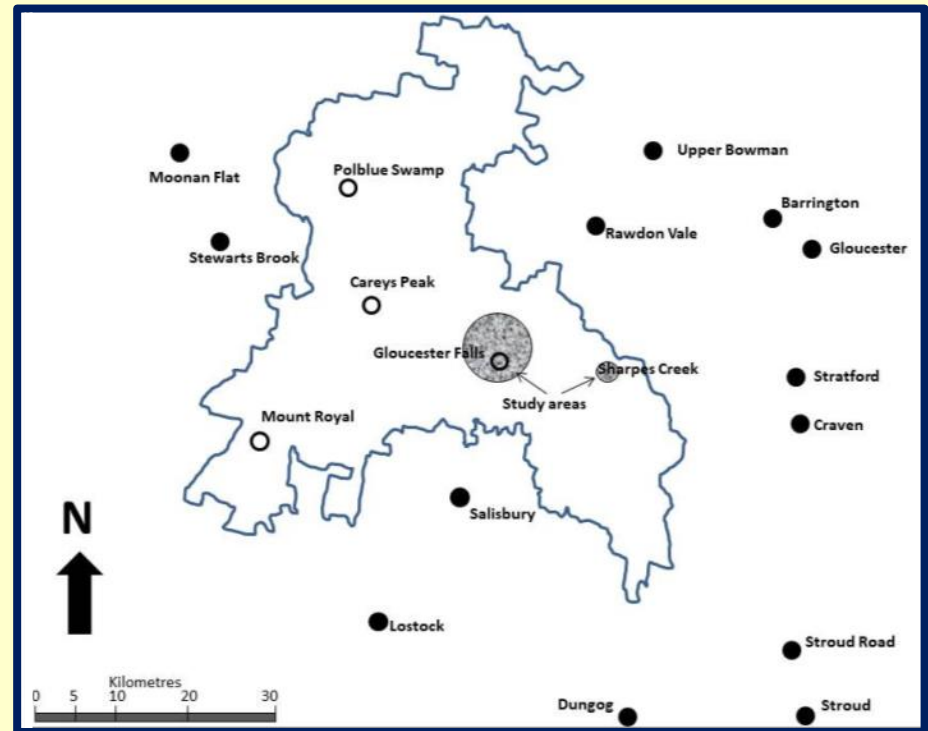 Upper Bowman
Moonan Flat
Polblue Swamp
Barrington
Rawdon Vale
Gloucester
Stewarts Brook
Careys Peak
Gloucester Falls
Sharpes Creek
Stratford
Study areas
Mount Royal
Craven
Salisbury
N
Lostock
Stroud Road
Kilometres
0 5 10 20 30
Dungog
Stroud